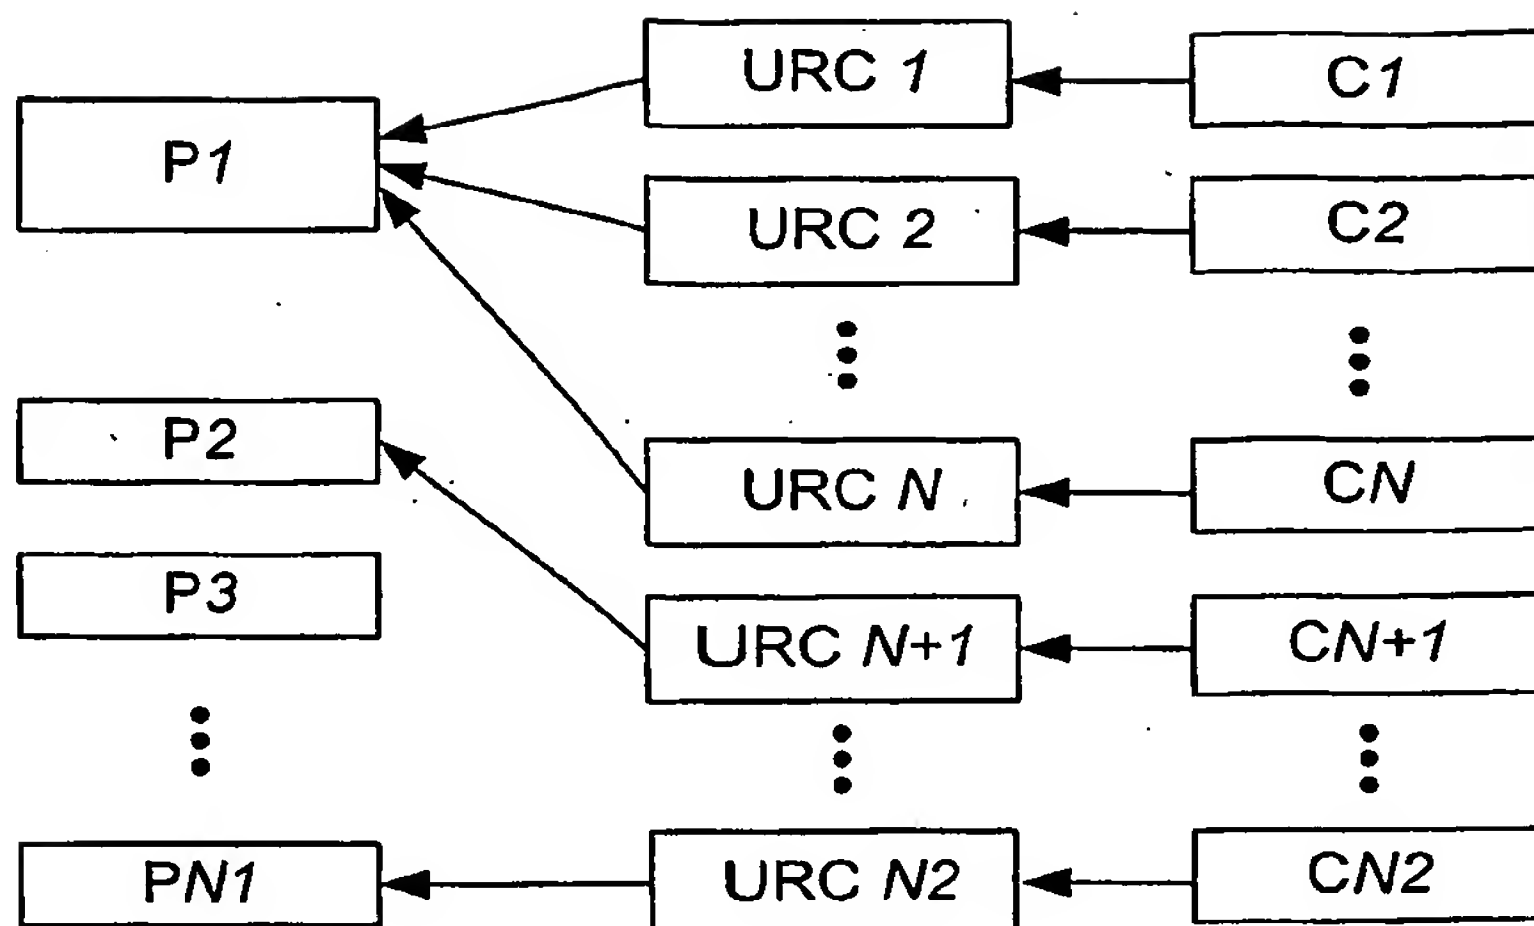 URC 1
C1
P1
URC 2
C2
P2
URC N
CN
P3
URC N+1
CN+1
PN1
URC N2
CN2